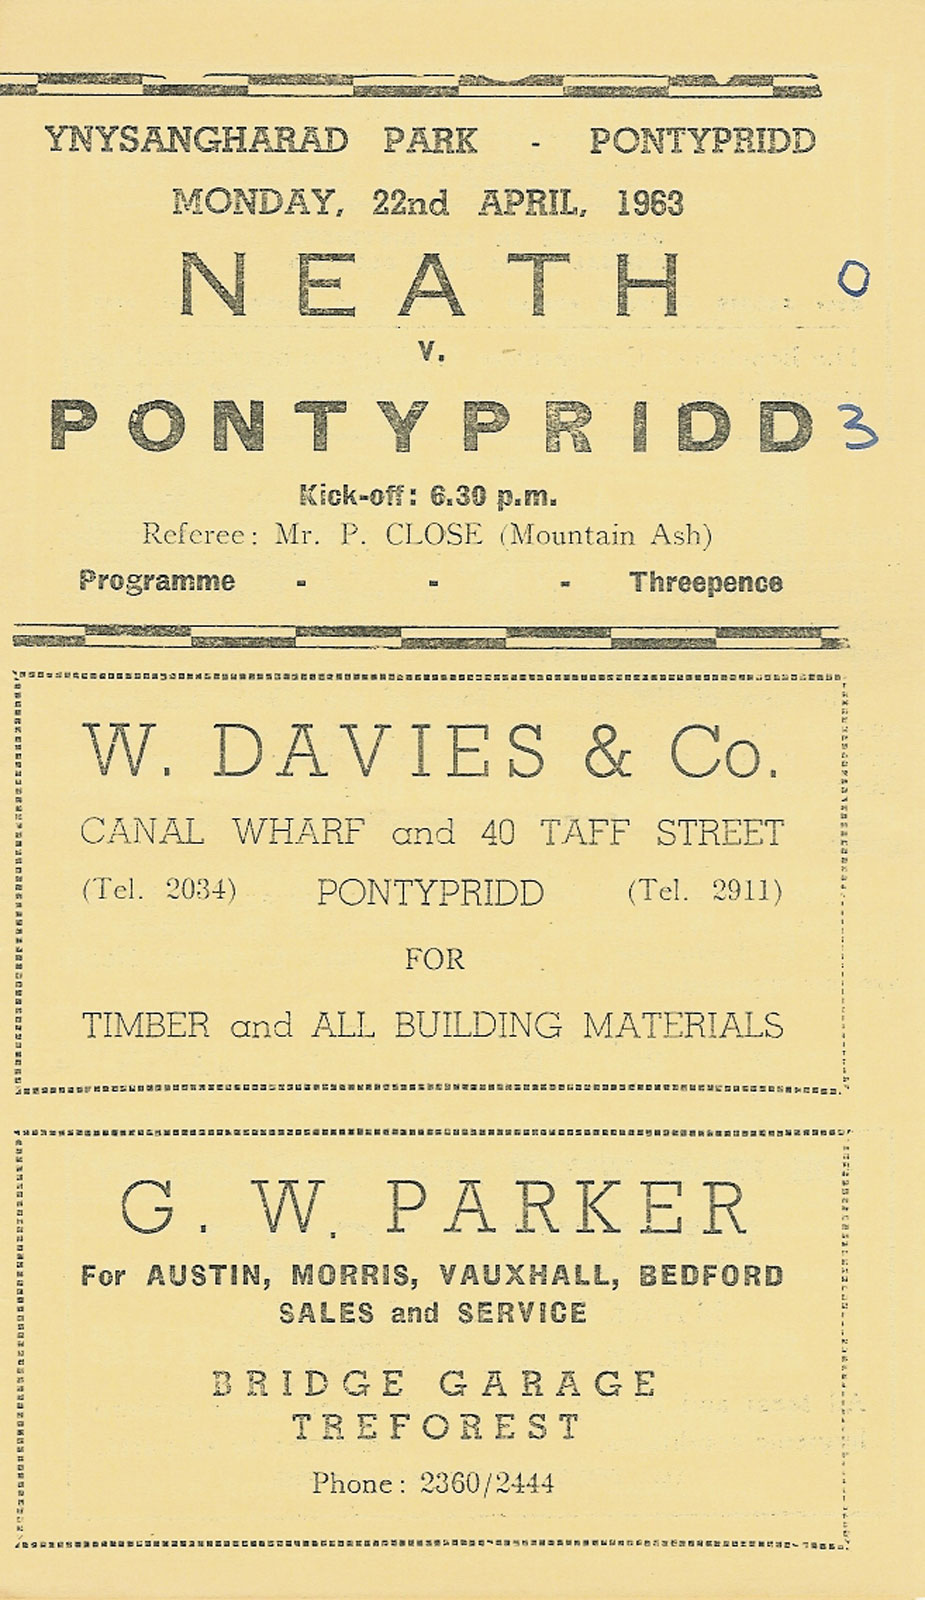 YNYSANGHARAD PARK - PONTYPRIDD
MONDAY, 22nd APRIL, 1963
NEATH 0
v.
PONTYPRIDD 3
Kick-off: 6.30 p.m.
Referee: Mr. P. CLOSE (Mountain Ash)
Programme - - - Threepence
W. DAVIES & Co.
CANAL WHARF and 40 TAFF STREET
(Tel. 2034) PONTYPRIDD (Tel. 2911)
FOR
TIMBER and ALL BUILDING MATERIALS
G. W. PARKER
For AUSTIN, MORRIS, VAUXHALL, BEDFORD
SALES and SERVICE
BRIDGE GARAGE
TREFOREST
Phone: 2360/2444